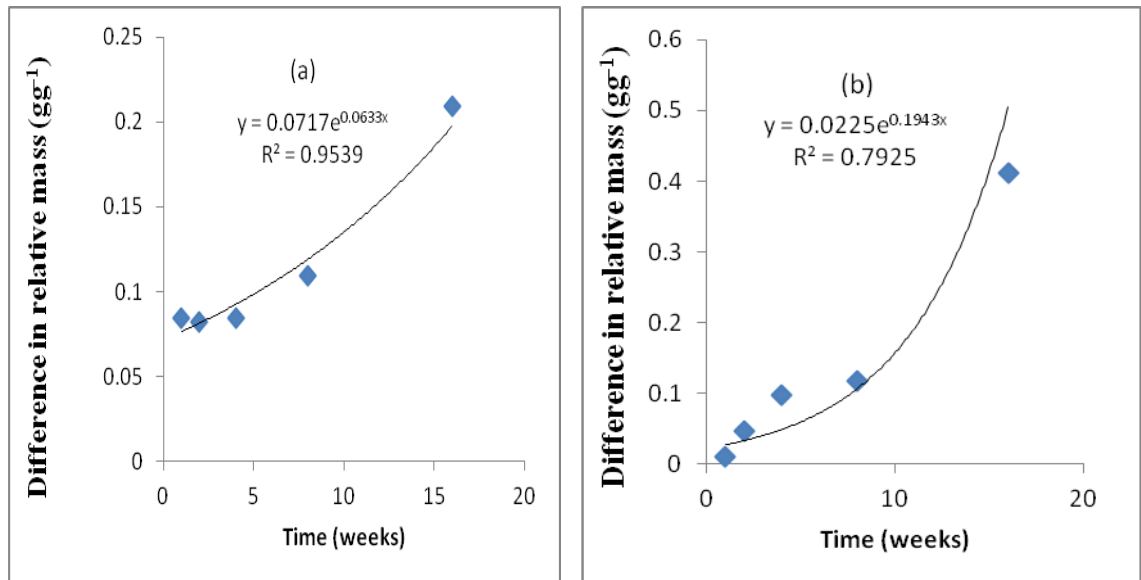 Difference in relative mass (gg⁻¹)
0.25
0.2
0.15
0.1
0.05
0
(a)
y = 0.0717e^0.0633x
R² = 0.9539
0 5 10 15 20
Time (weeks)
Difference in relative mass (gg⁻¹)
0.6
0.5
0.4
0.3
0.2
0.1
0
(b)
y = 0.0225e^0.1943x
R² = 0.7925
0 10 20
Time (weeks)